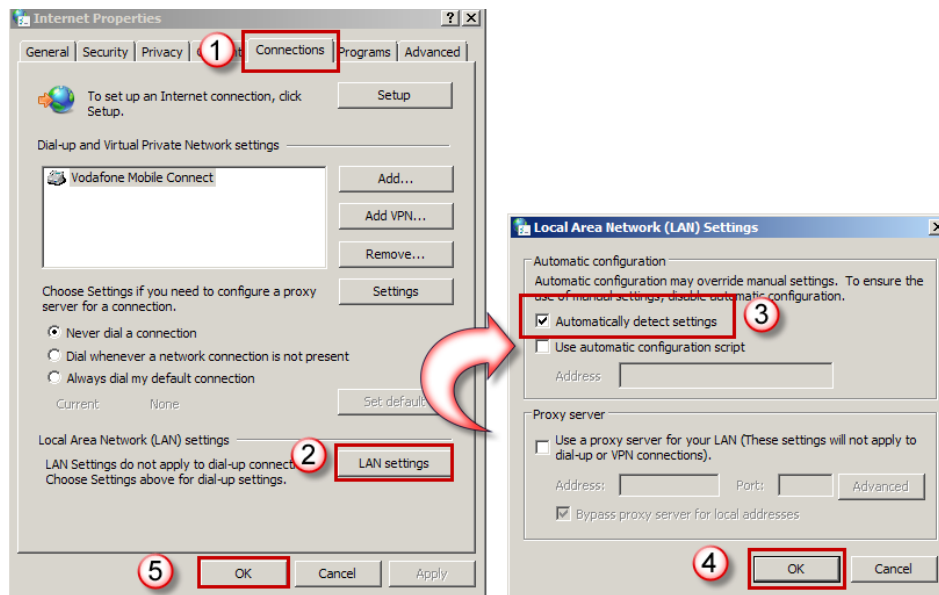 Internet Properties
? X
General Security Privacy Connections Programs Advanced
1
To set up an Internet connection, click
Setup.
Setup
Dial-up and Virtual Private Network settings
Vodafone Mobile Connect
Add...
Add VPN...
Remove...
Choose Settings if you need to configure a proxy
server for a connection.
Settings
Never dial a connection
Dial whenever a network connection is not present
Always dial my default connection
Current None
Set default
Local Area Network (LAN) settings
LAN Settings do not apply to dial-up
Choose Settings above for dial-up settings.
2
LAN settings
5
OK
Cancel
Apply
Local Area Network (LAN) Settings
Automatic configuration
Automatic configuration may override manual settings. To ensure the
use of manual settings, disable automatic configuration.
Automatically detect settings
3
Use automatic configuration script
Address
Proxy server
Use a proxy server for your LAN (These settings will not apply to
dial-up or VPN connections).
Address: Port: Advanced
Bypass proxy server for local addresses
4
OK
Cancel